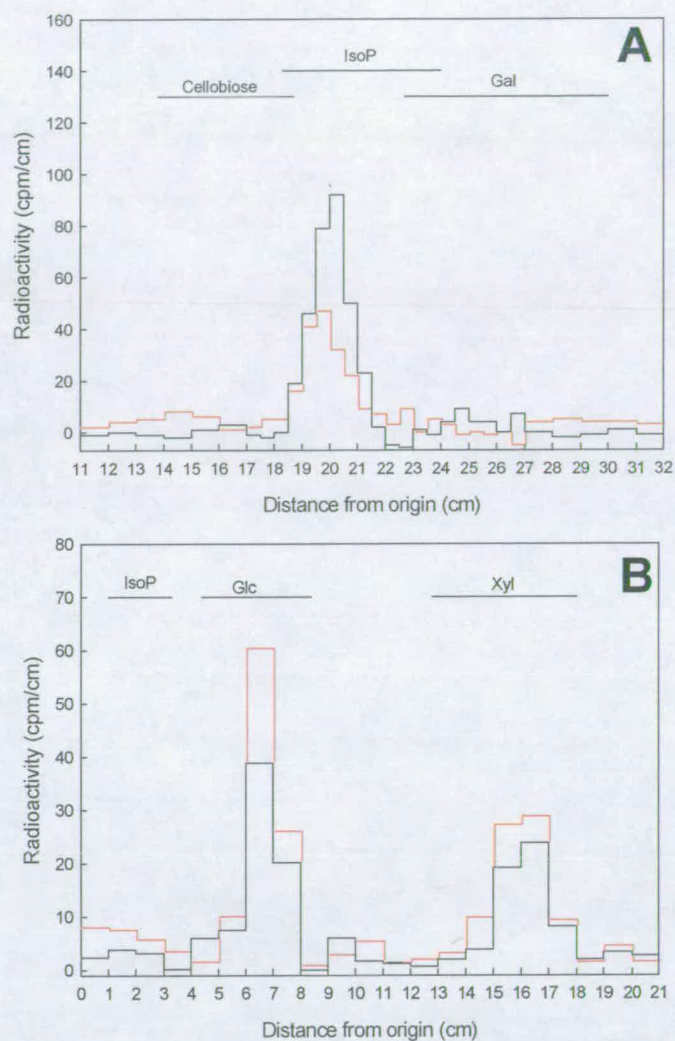 A
IsoP
Cellobiose
Gal
160
140
120
100
80
60
40
20
0
Radioactivity (cpm/cm)
11 12 13 14 15 16 17 18 19 20 21 22 23 24 25 26 27 28 29 30 31 32
Distance from origin (cm)
B
IsoP
Glc
Xyl
80
70
60
50
40
30
20
10
0
Radioactivity (cpm/cm)
0 1 2 3 4 5 6 7 8 9 10 11 12 13 14 15 16 17 18 19 20 21
Distance from origin (cm)